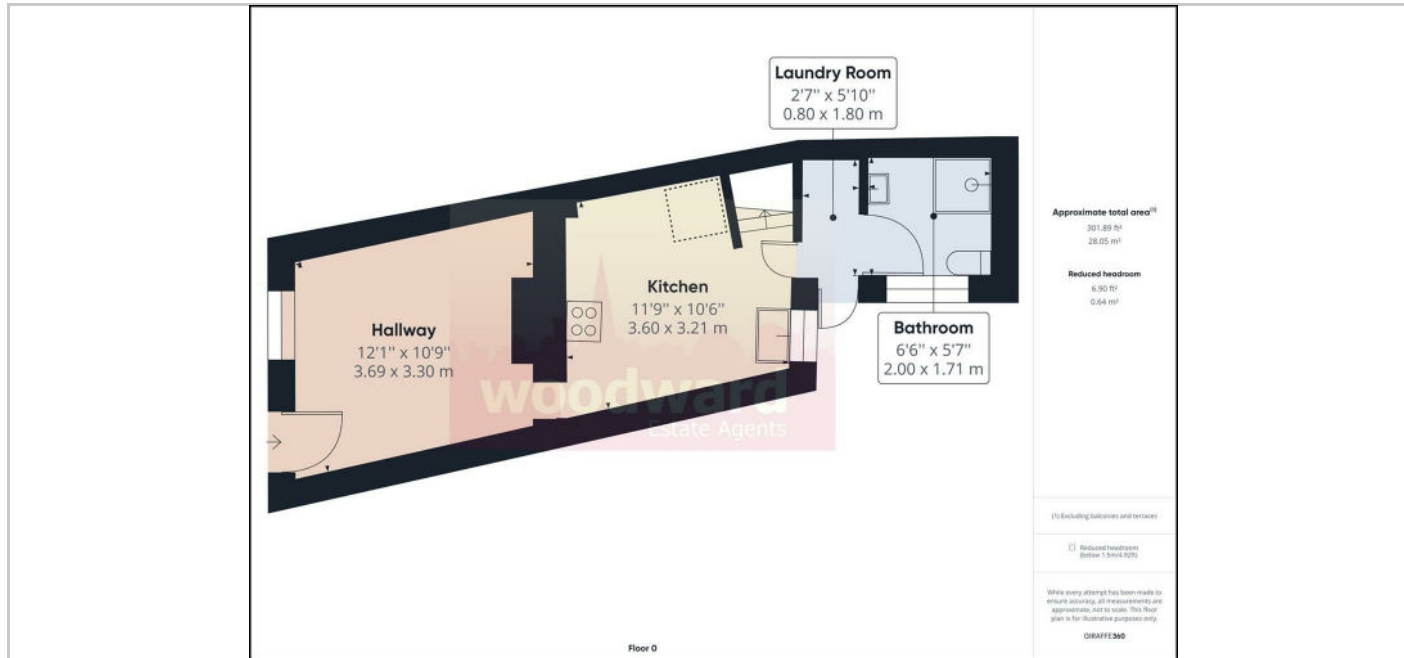 Laundry Room
2'7" x 5'10"
0.80 x 1.80 m
Approximate total area(1)
301.89 ft²
28.05 m²
Reduced headroom
6.90 ft²
0.64 m²
Kitchen
11'9" x 10'6"
3.60 x 3.21 m
Hallway
12'1" x 10'9"
3.69 x 3.30 m
Bathroom
6'6" x 5'7"
2.00 x 1.71 m
woodward
Estate Agents
(1) Excluding balconies and terraces
Reduced headroom
(below 1.5m/4.92ft)
While every attempt has been made to
ensure accuracy, all measurements are
approximate, not to scale. This floor
plan is for illustrative purposes only.
GIRAFFE360
Floor 0